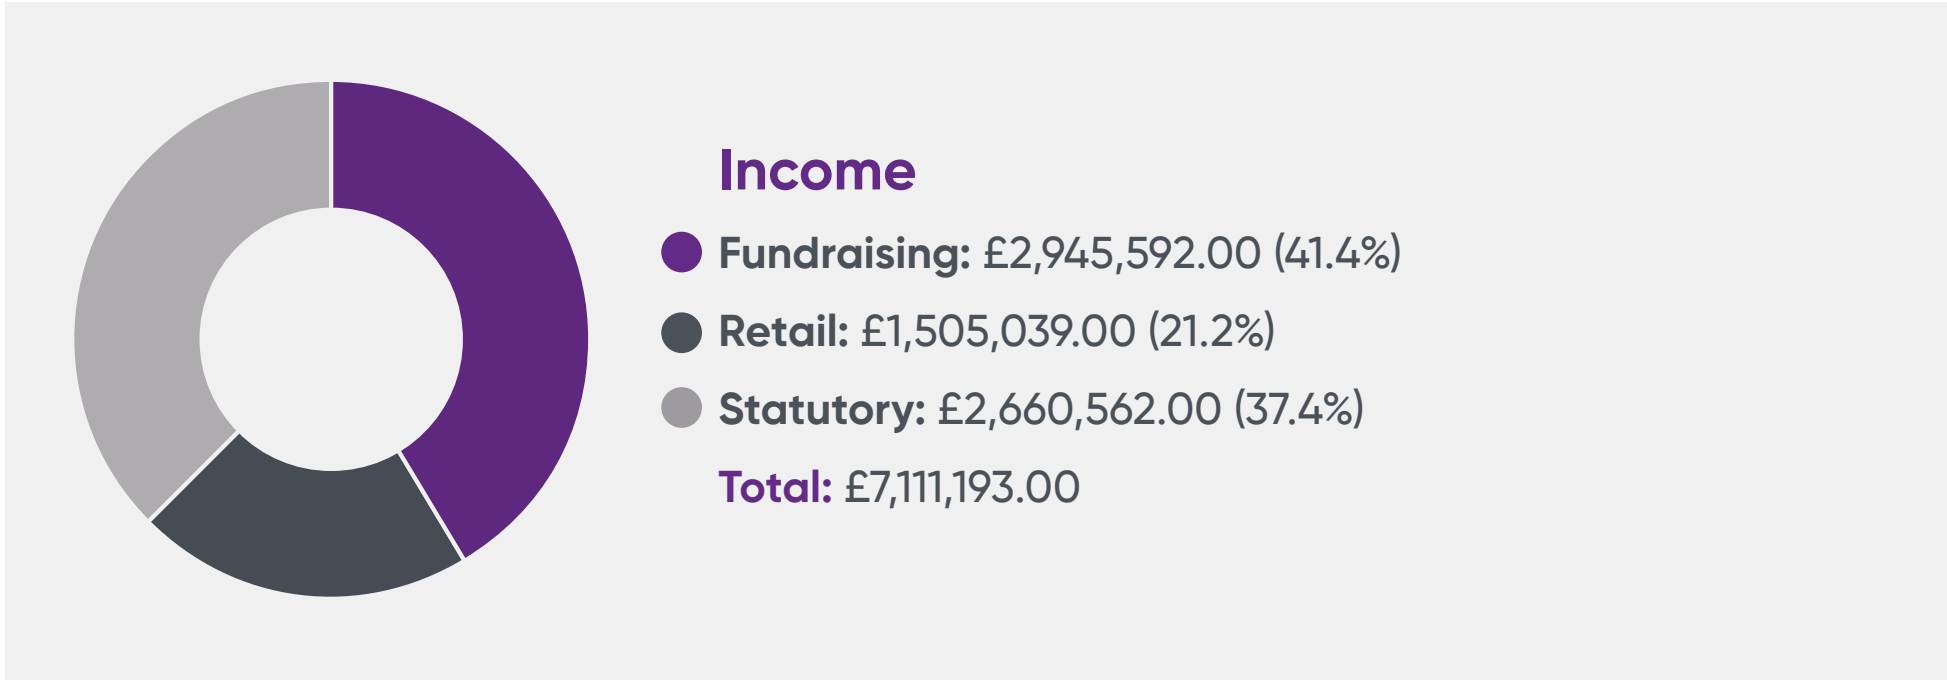 Income
Fundraising: £2,945,592.00 (41.4%)
Retail: £1,505,039.00 (21.2%)
Statutory: £2,660,562.00 (37.4%)
Total: £7,111,193.00